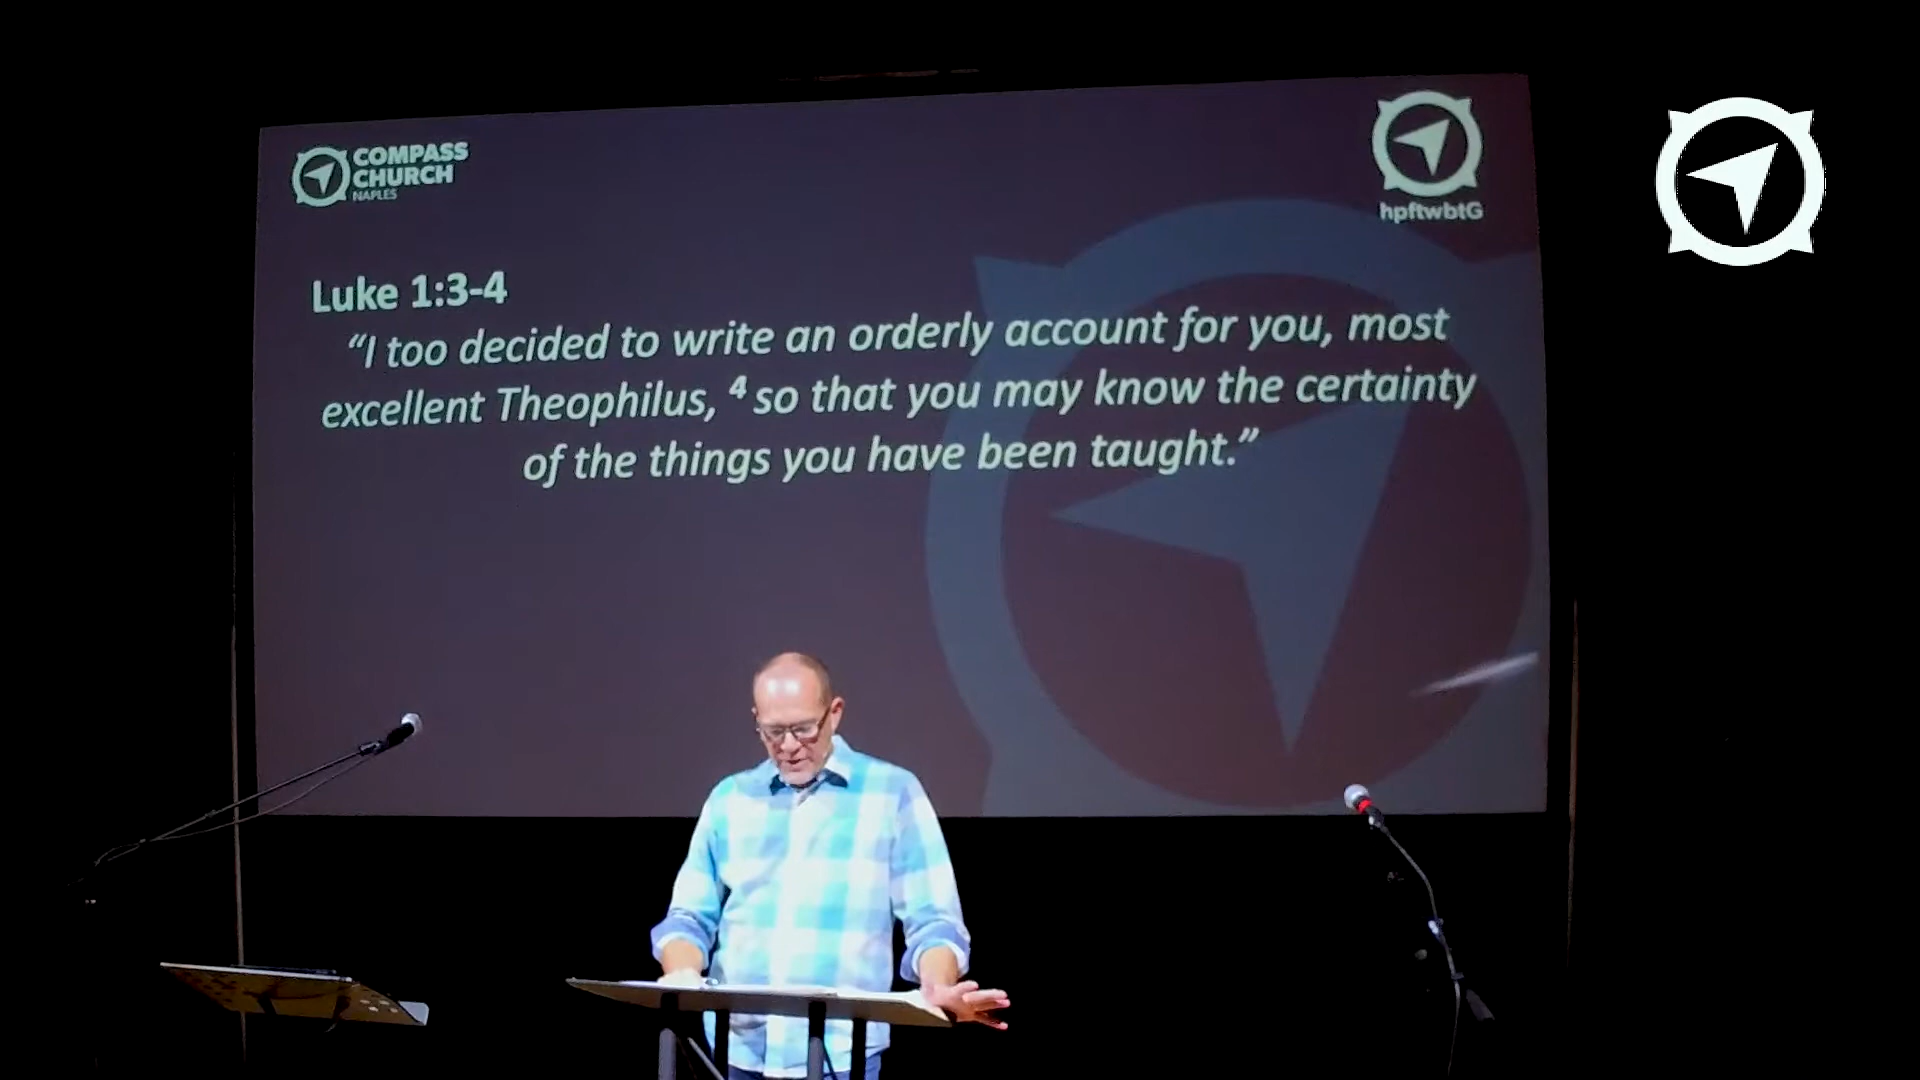 COMPASS
CHURCH
NAPLES
hpftwbtG
Luke 1:3-4
“I too decided to write an orderly account for you, most
excellent Theophilus, ⁴ so that you may know the certainty
of the things you have been taught.”